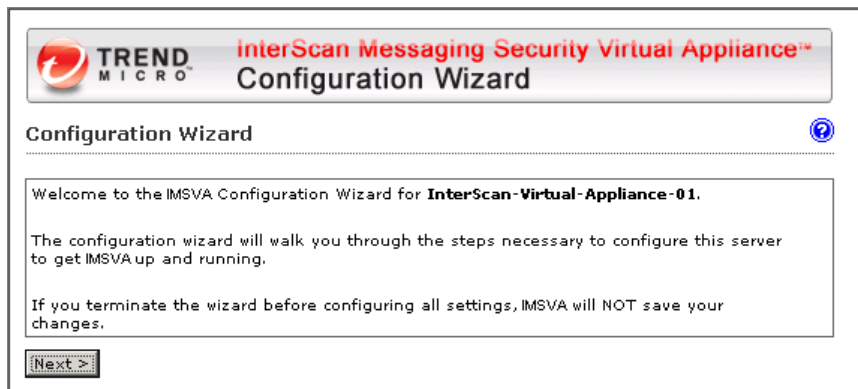 TREND
MICRO™
InterScan Messaging Security Virtual Appliance™
Configuration Wizard
Configuration Wizard
?
Welcome to the IMSVA Configuration Wizard for InterScan-Virtual-Appliance-01.
The configuration wizard will walk you through the steps necessary to configure this server
to get IMSVA up and running.
If you terminate the wizard before configuring all settings, IMSVA will NOT save your
changes.
Next >